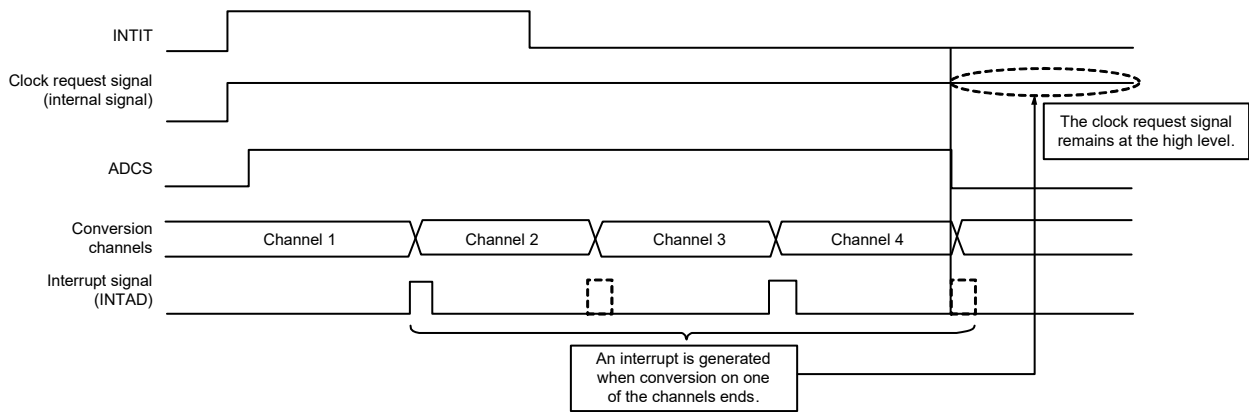 INTIT
Clock request signal
(internal signal)
The clock request signal
remains at the high level.
ADCS
Conversion
channels
Channel 1
Channel 2
Channel 3
Channel 4
Interrupt signal
(INTAD)
An interrupt is generated
when conversion on one
of the channels ends.